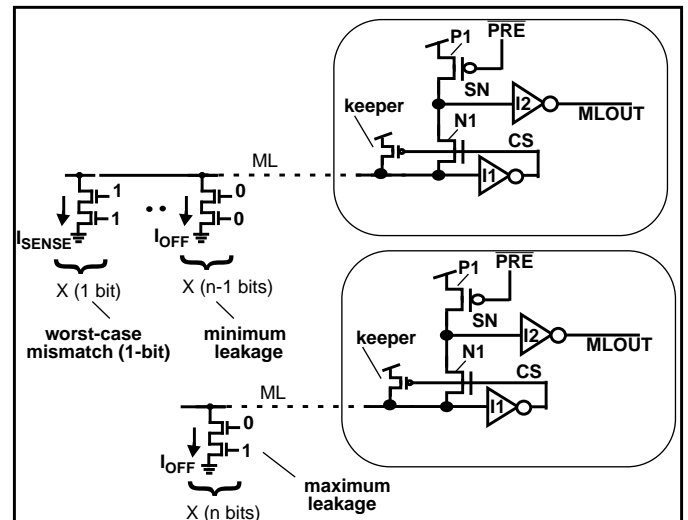 P1
PRE
SN
I2
MLOUT
keeper
N1
CS
I1
ML
1
1
0
0
ISENSE
IOFF
X (1 bit)
X (n-1 bits)
worst-case
mismatch (1-bit)
minimum
leakage
P1
PRE
SN
I2
MLOUT
keeper
N1
CS
I1
ML
0
1
IOFF
maximum
leakage
X (n bits)